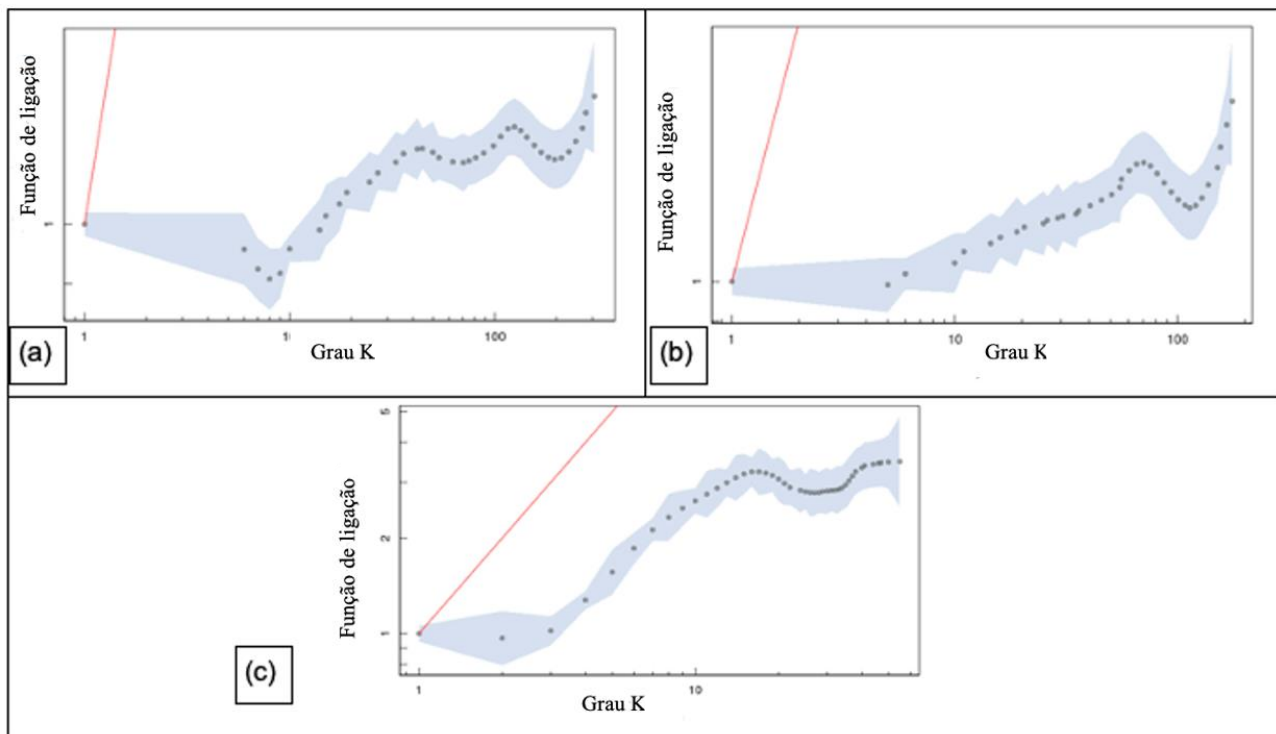 Função de ligação
1
1
1
100
(a)
Grau K
Função de ligação
1
1
10
100
(b)
Grau K
Função de ligação
5
2
1
1
10
(c)
Grau K